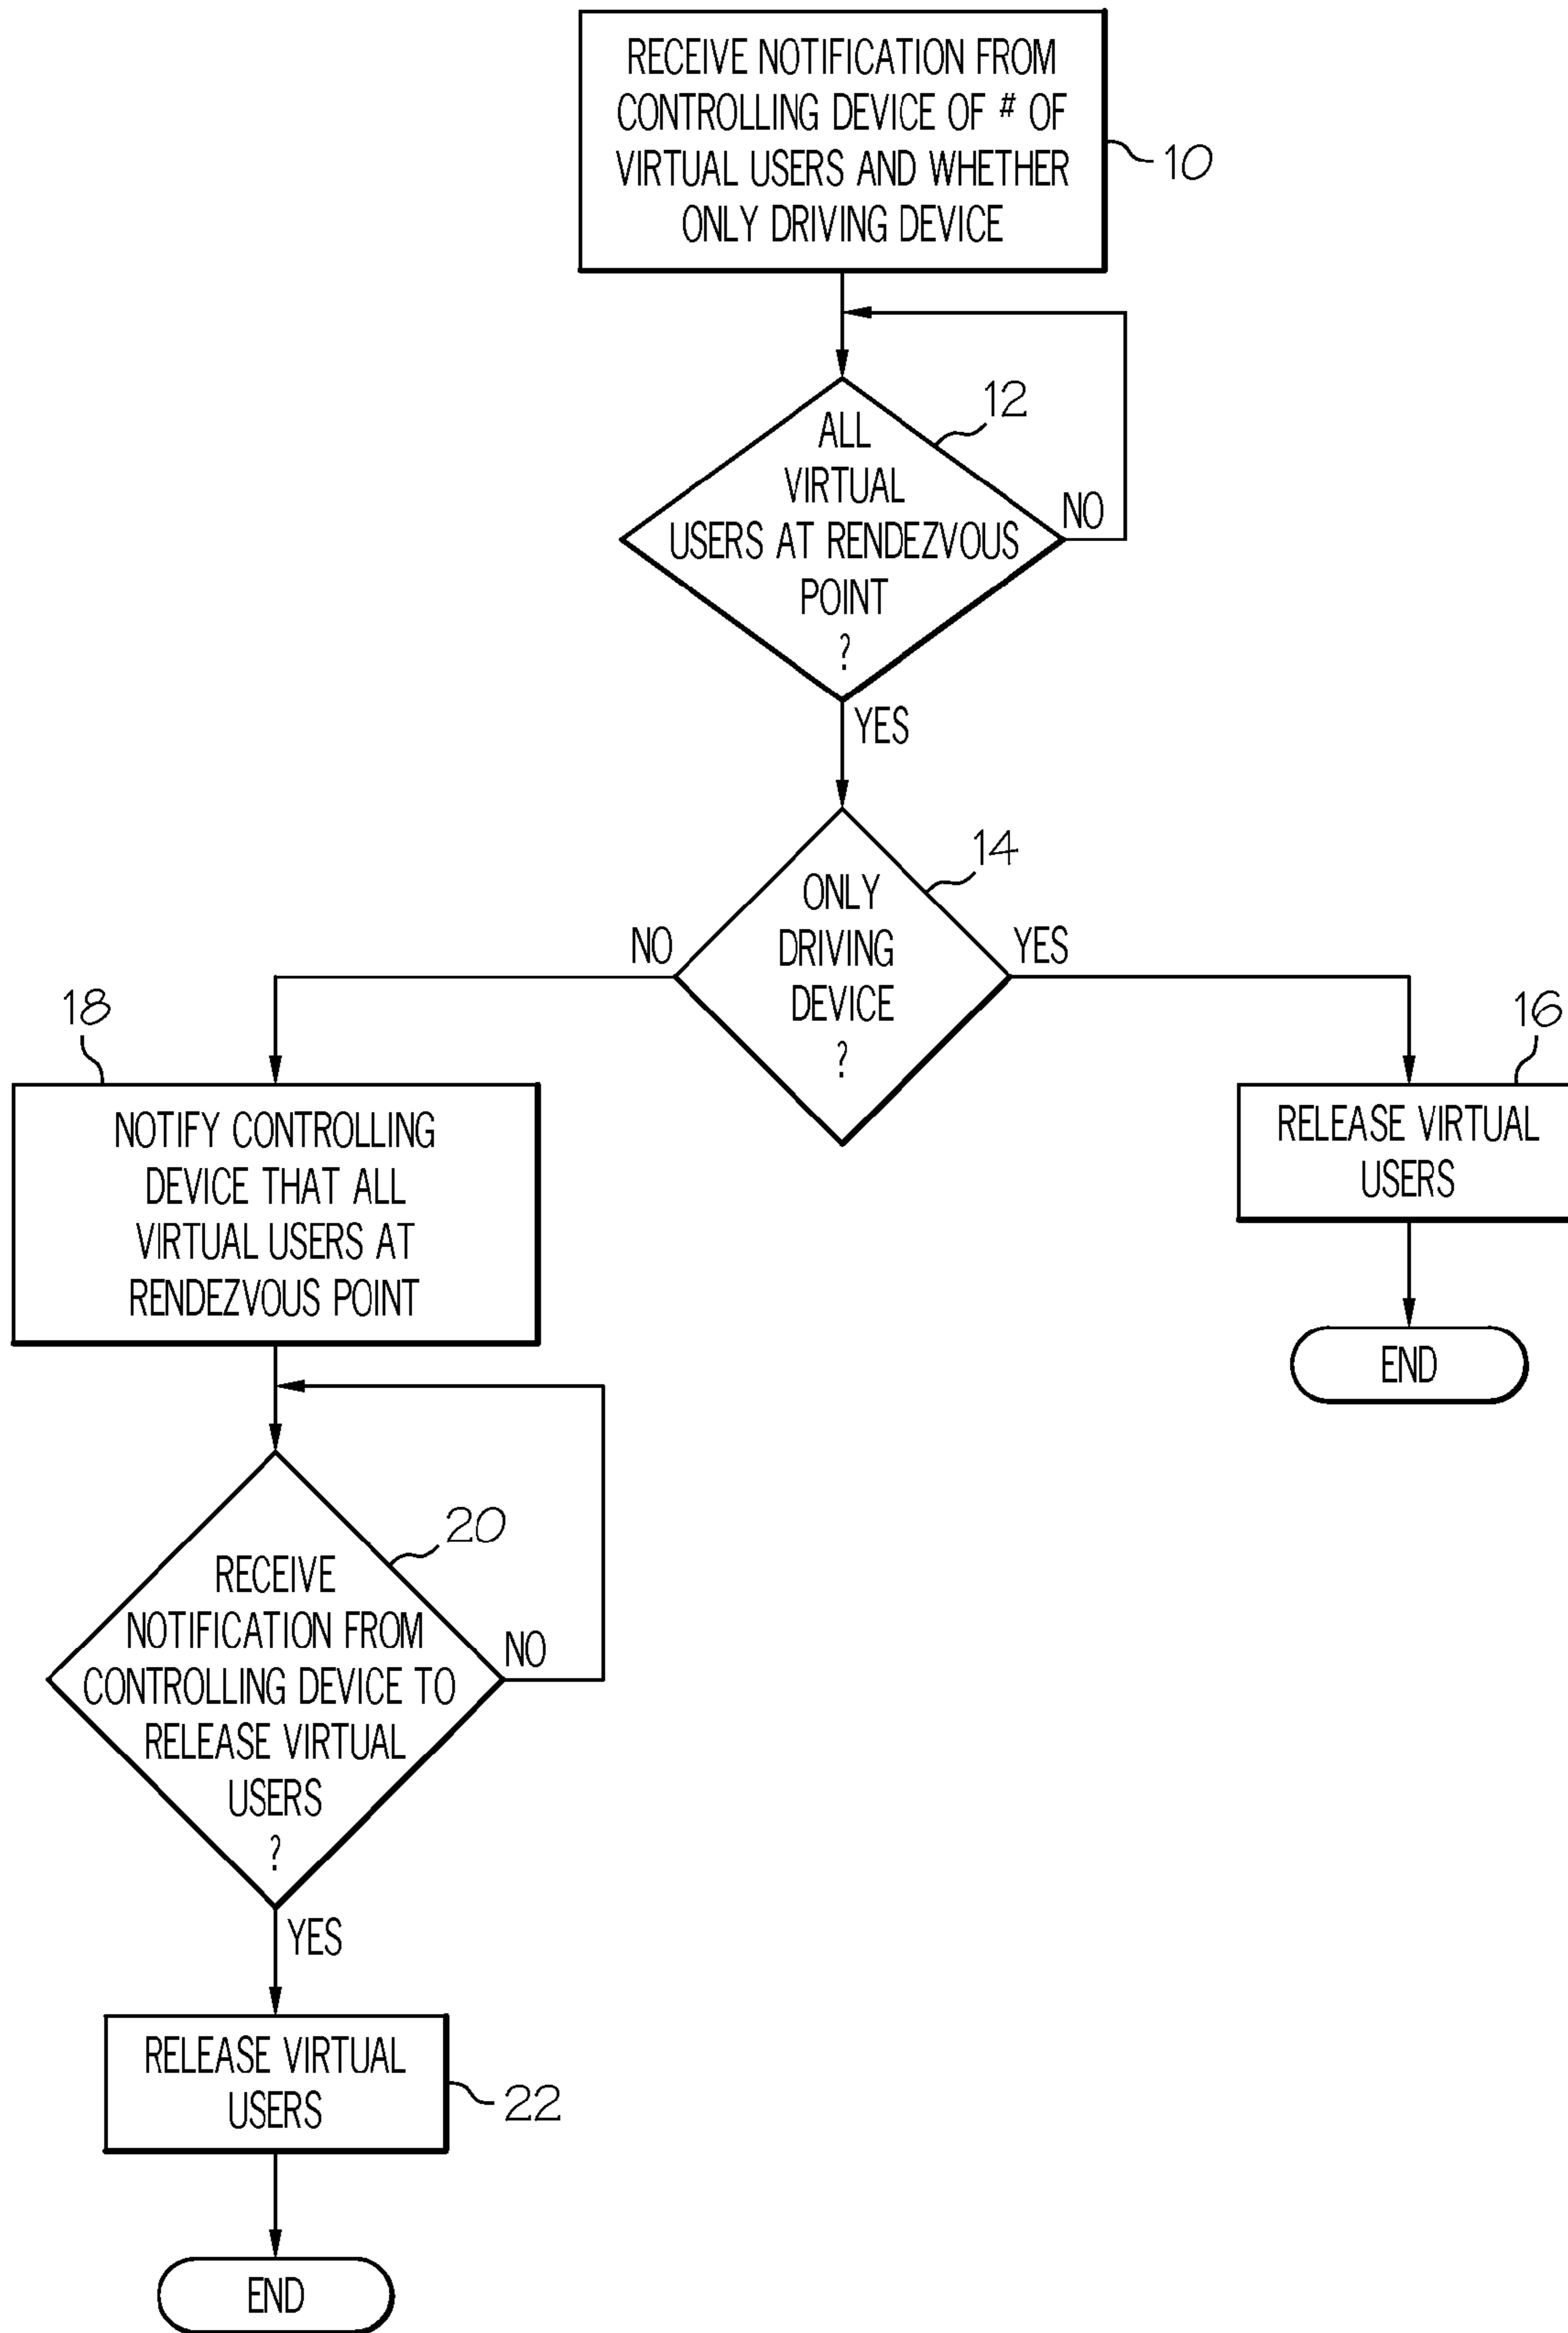 RECEIVE NOTIFICATION FROM
CONTROLLING DEVICE OF # OF
VIRTUAL USERS AND WHETHER
ONLY DRIVING DEVICE
10
12
ALL
VIRTUAL
USERS AT RENDEZVOUS
POINT
?
NO
YES
14
ONLY
DRIVING
DEVICE
?
NO
YES
18
NOTIFY CONTROLLING
DEVICE THAT ALL
VIRTUAL USERS AT
RENDEZVOUS POINT
16
RELEASE VIRTUAL
USERS
END
20
RECEIVE
NOTIFICATION FROM
CONTROLLING DEVICE TO
RELEASE VIRTUAL
USERS
?
NO
YES
RELEASE VIRTUAL
USERS
22
END